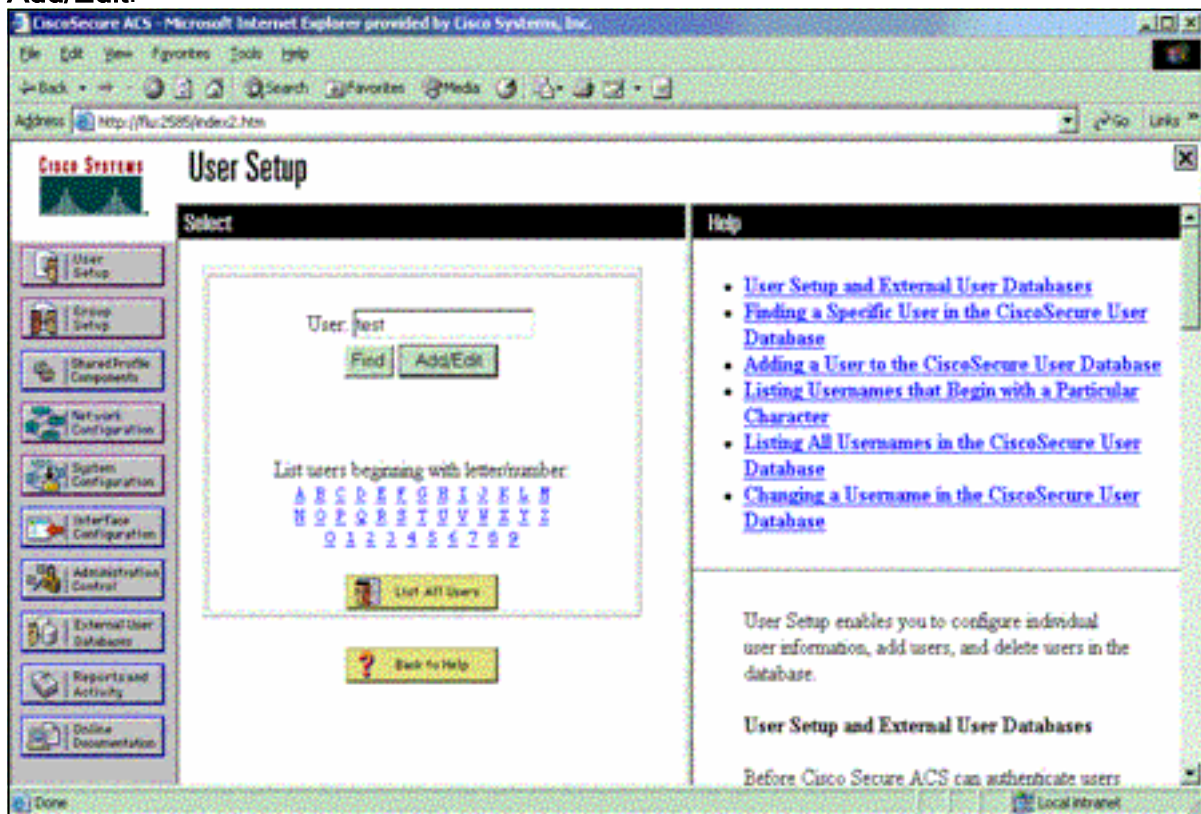 Add/Edit.
CiscoSecure ACS - Microsoft Internet Explorer provided by Cisco Systems, Inc.
File Edit View Favorites Tools Help
Back Search Favorites Media
Address http://flu:2585/index2.htm Go Links »
CISCO SYSTEMS
User Setup
User Setup
Group Setup
Shared Profile Components
Network Configuration
System Configuration
Interface Configuration
Administration Control
External User Databases
Reports and Activity
Online Documentation
Select
User: test
Find Add/Edit
List users beginning with letter/number:
A B C D E F G H I J K L M
N O P Q R S T U V W X Y Z
0 1 2 3 4 5 6 7 8 9
List All Users
Back to Help
Help
• User Setup and External User Databases
• Finding a Specific User in the CiscoSecure User
Database
• Adding a User to the CiscoSecure User Database
• Listing Usernames that Begin with a Particular
Character
• Listing All Usernames in the CiscoSecure User
Database
• Changing a Username in the CiscoSecure User
Database
User Setup enables you to configure individual
user information, add users, and delete users in the
database.
User Setup and External User Databases
Before Cisco Secure ACS can authenticate users
Done
Local intranet